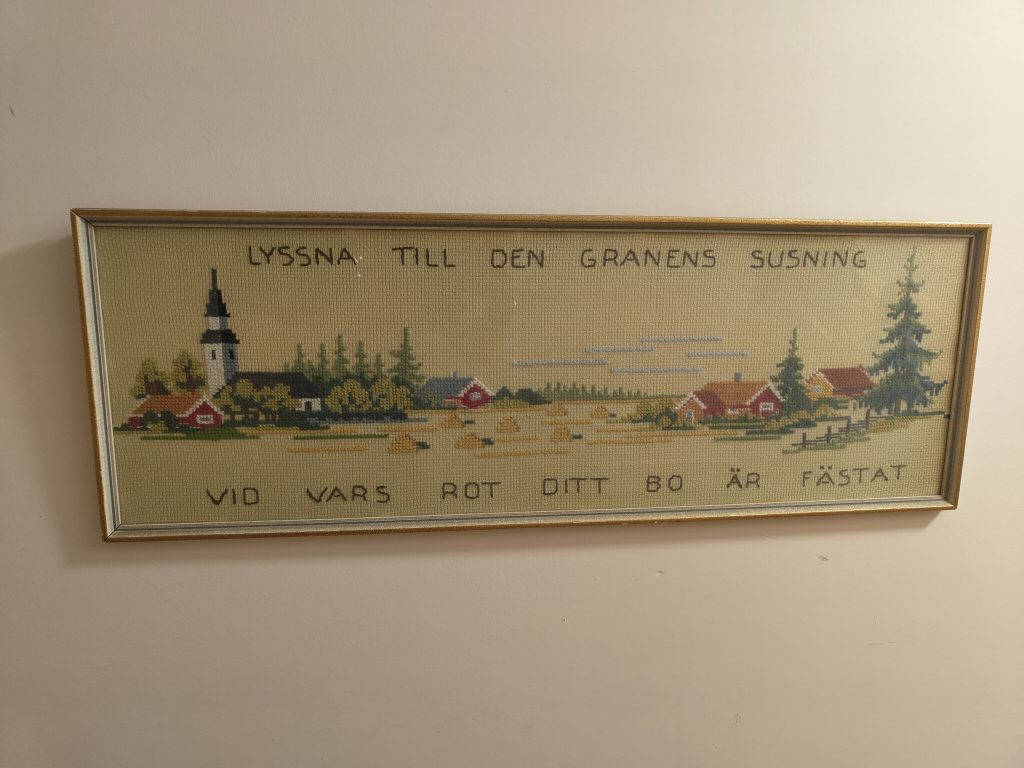 LYSSNA TILL DEN GRANENS SUSNING
VID VARS ROT DITT BO ÄR FÄSTAT